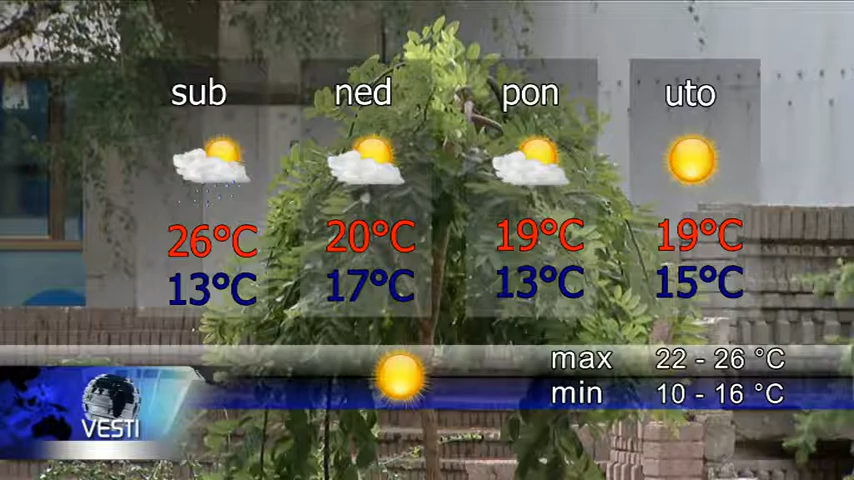 sub ned pon uto
26°C 20°C 19°C 19°C
13°C 17°C 13°C 15°C
max 22 - 26 °C
min 10 - 16 °C
VESTI